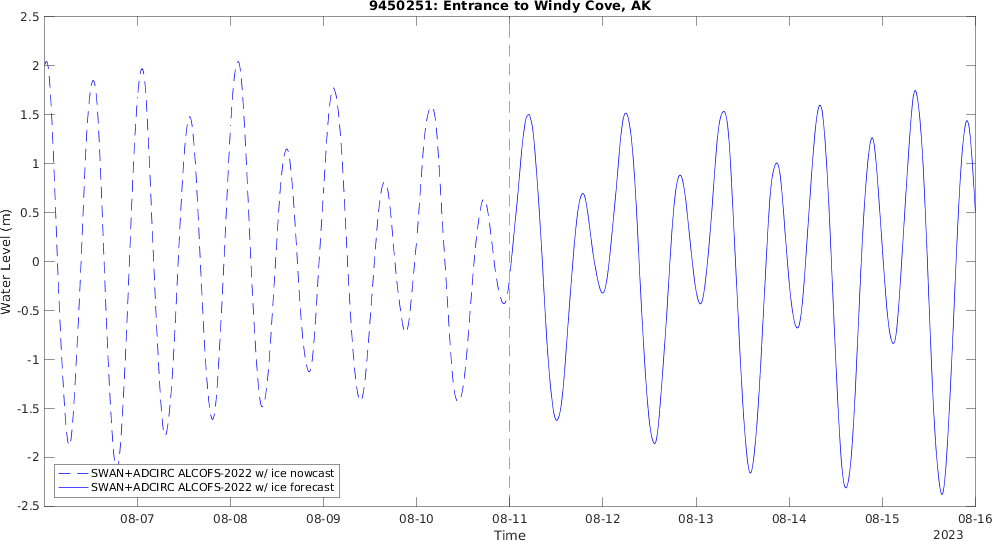 9450251: Entrance to Windy Cove, AK
2.5
2
1.5
1
0.5
0
-0.5
-1
-1.5
-2
-2.5
Water Level (m)
SWAN+ADCIRC ALCOFS-2022 w/ ice nowcast
SWAN+ADCIRC ALCOFS-2022 w/ ice forecast
08-07 08-08 08-09 08-10 08-11 08-12 08-13 08-14 08-15 08-16
Time
2023